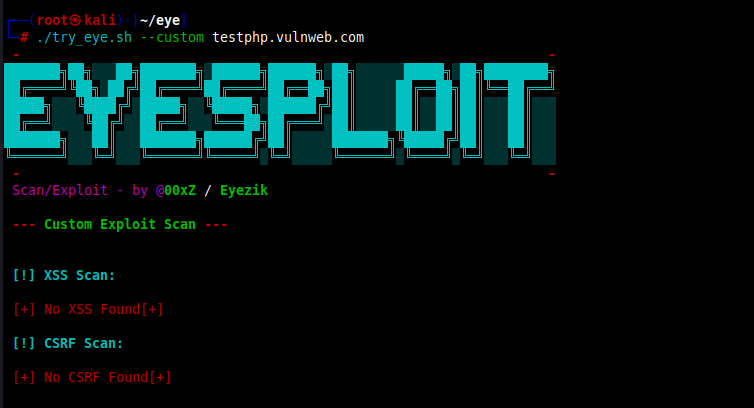 (root㉿kali)-[~/eye]
# ./try_eye.sh --custom testphp.vulnweb.com
- -
EYESPLOIT
- -
Scan/Exploit - by @00xZ / Eyezik
--- Custom Exploit Scan ---
[!] XSS Scan:
[+] No XSS Found[+]
[!] CSRF Scan:
[+] No CSRF Found[+]